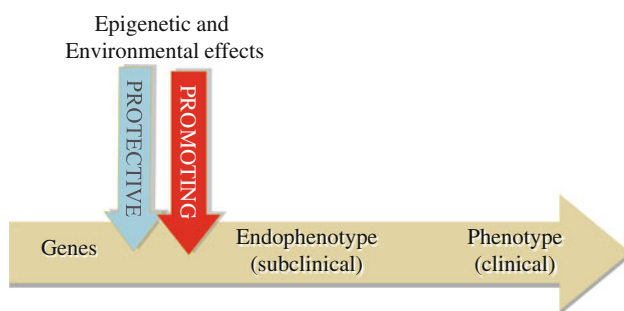 Epigenetic and
Environmental effects
PROTECTIVE
PROMOTING
Genes
Endophenotype
(subclinical)
Phenotype
(clinical)